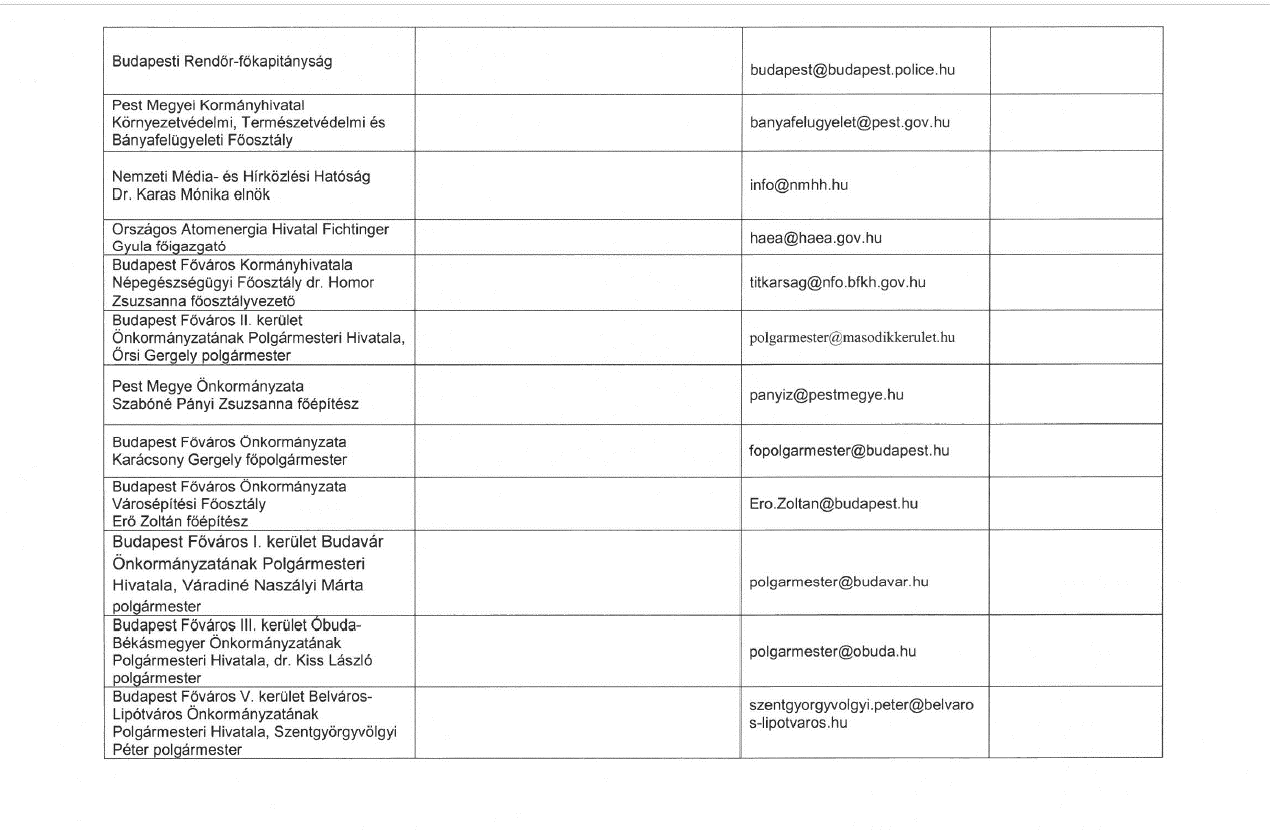 Budapesti Rendőr-főkapitányság
budapest@budapest.police.hu
Pest Megyei Kormányhivatal
Környezetvédelmi, Természetvédelmi és
Bányafelügyeleti Főosztály
banyafelugyelet@pest.gov.hu
Nemzeti Média- és Hírközlési Hatóság
Dr. Karas Mónika elnök
info@nmhh.hu
Országos Atomenergia Hivatal Fichtinger
Gyula főigazgató
haea@haea.gov.hu
Budapest Főváros Kormányhivatala
Népegészségügyi Főosztály dr. Homor
Zsuzsanna főosztályvezető
titkarsag@nfo.bfkh.gov.hu
Budapest Főváros II. kerület
Önkormányzatának Polgármesteri Hivatala,
Őrsi Gergely polgármester
polgarmester@masodikkerulet.hu
Pest Megye Önkormányzata
Szabóné Pányi Zsuzsanna főépítész
panyiz@pestmegye.hu
Budapest Főváros Önkormányzata
Karácsony Gergely főpolgármester
fopolgarmester@budapest.hu
Budapest Főváros Önkormányzata
Városépítési Főosztály
Erő Zoltán főépítész
Ero.Zoltan@budapest.hu
Budapest Főváros I. kerület Budavár
Önkormányzatának Polgármesteri
Hivatala, Váradiné Naszályi Márta
polgármester
polgarmester@budavar.hu
Budapest Főváros III. kerület Óbuda-
Békásmegyer Önkormányzatának
Polgármesteri Hivatala, dr. Kiss László
polgármester
polgarmester@obuda.hu
Budapest Főváros V. kerület Belváros-
Lipótváros Önkormányzatának
Polgármesteri Hivatala, Szentgyörgyvölgyi
Péter polgármester
szentgyorgyvolgyi.peter@belvaro
s-lipotvaros.hu